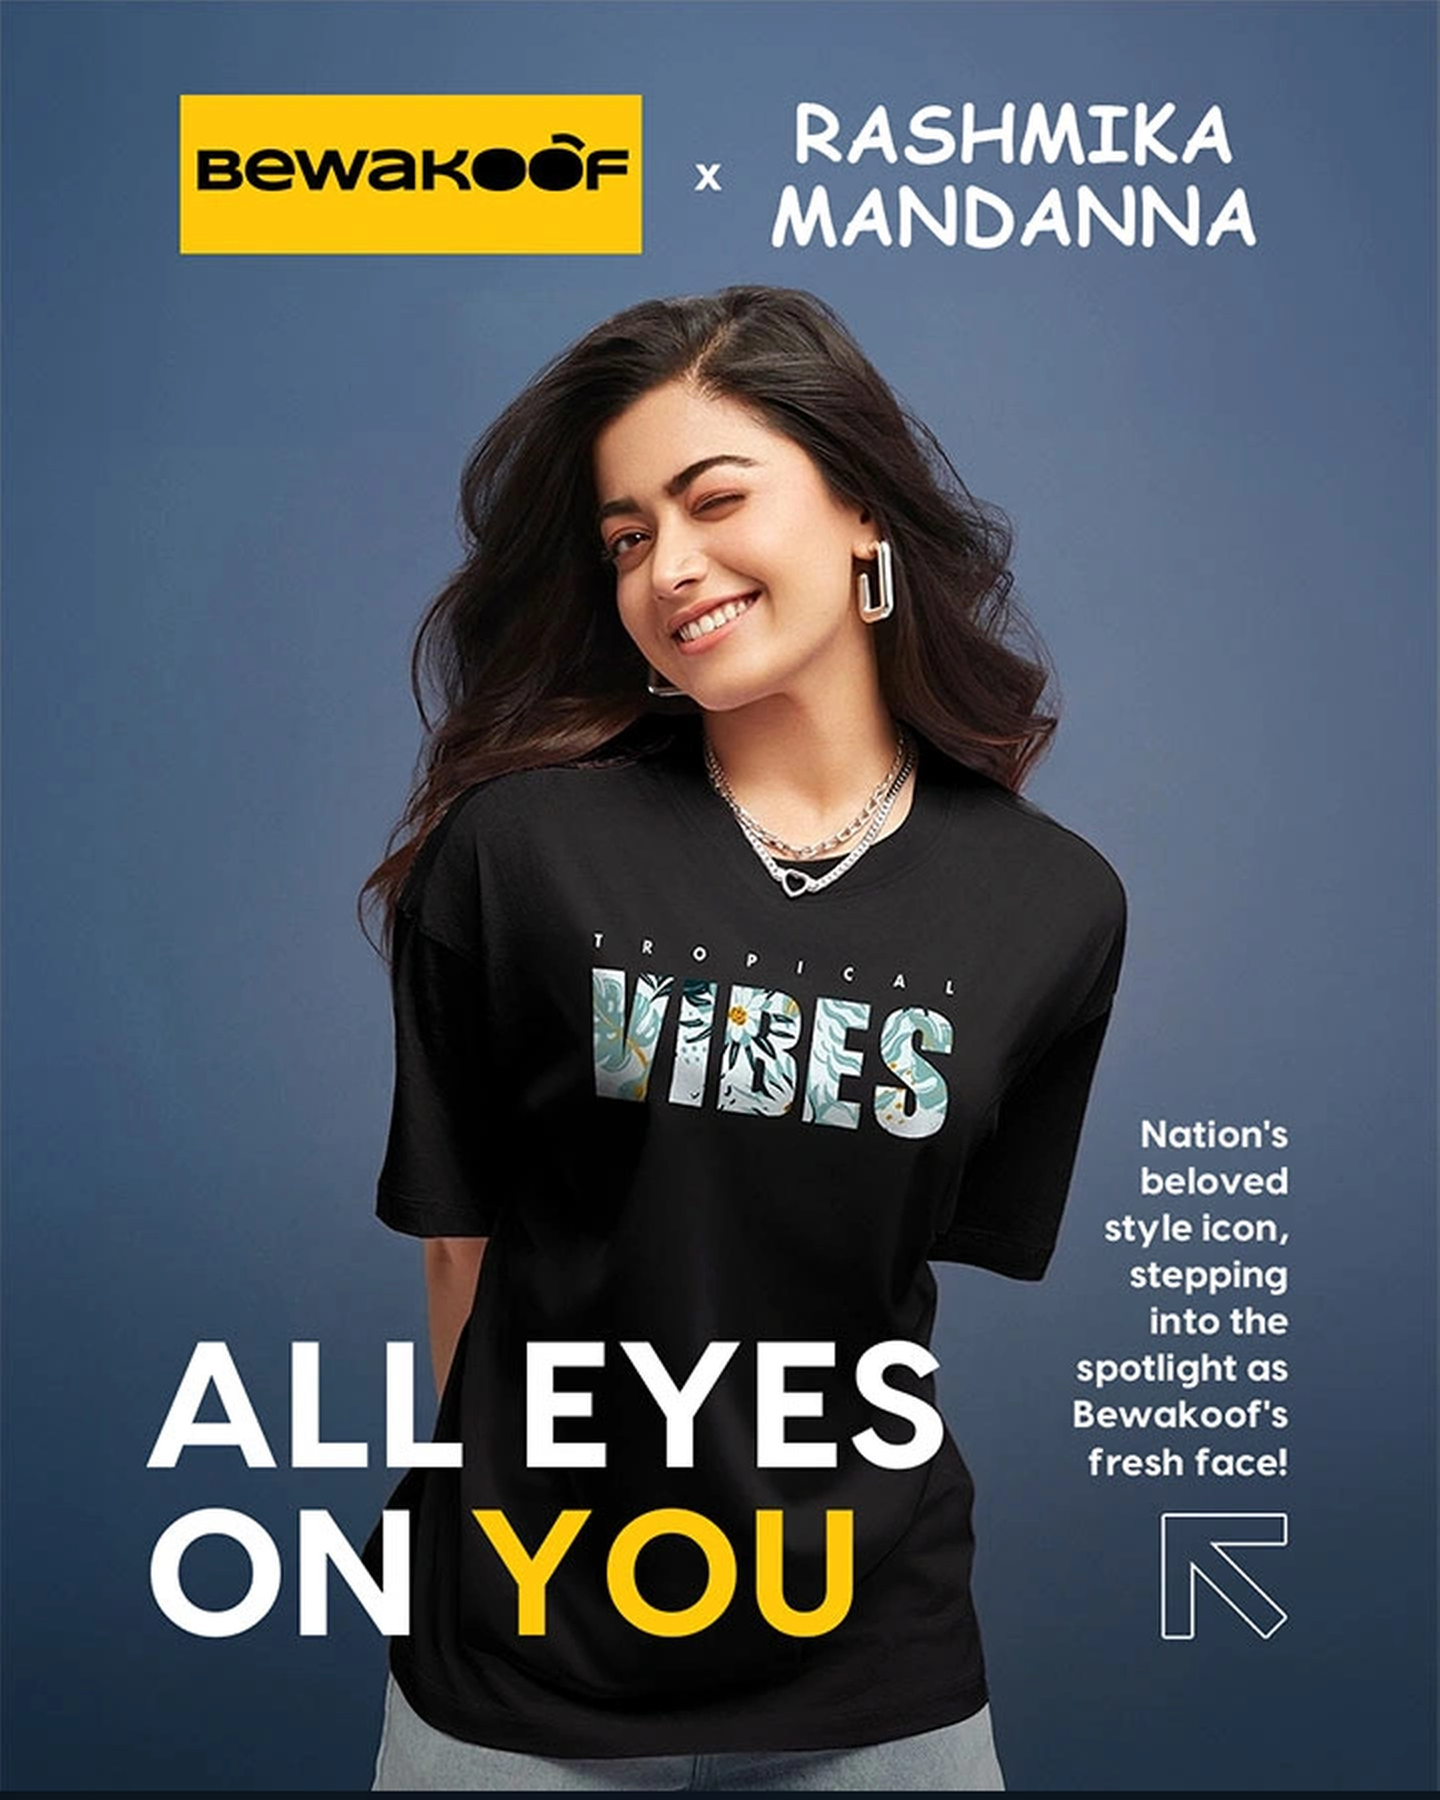 BEWAKOOF
x
RASHMIKA
MANDANNA
TROPICAL
VIBES
Nation's
beloved
style icon,
stepping
into the
spotlight as
Bewakoof's
fresh face!
ALL EYES
ON YOU